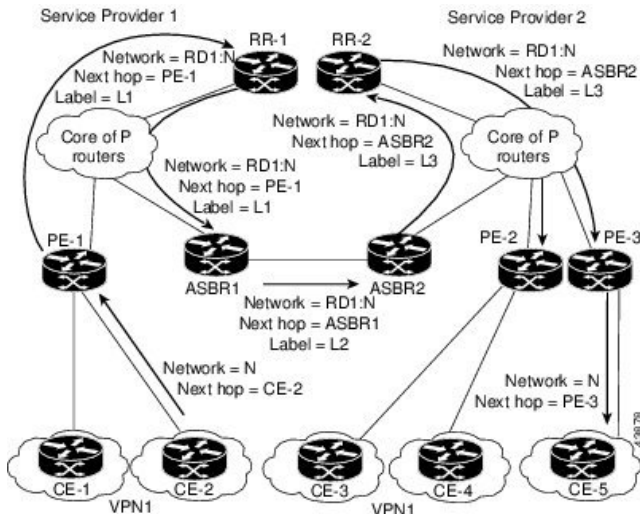 Service Provider 1
Service Provider 2
RR-1
RR-2
Network = RD1:N
Next hop = PE-1
Label = L1
Network = RD1:N
Next hop = ASBR2
Label = L3
Core of P
routers
Network = RD1:N
Next hop = ASBR2
Label = L3
Core of P
routers
Network = RD1:N
Next hop = PE-1
Label = L1
PE-1
PE-2
PE-3
ASBR1
ASBR2
Network = RD1:N
Next hop = ASBR1
Label = L2
Network = N
Next hop = CE-2
Network = N
Next hop = PE-3
CE-1
CE-2
CE-3
CE-4
CE-5
VPN1
VPN1